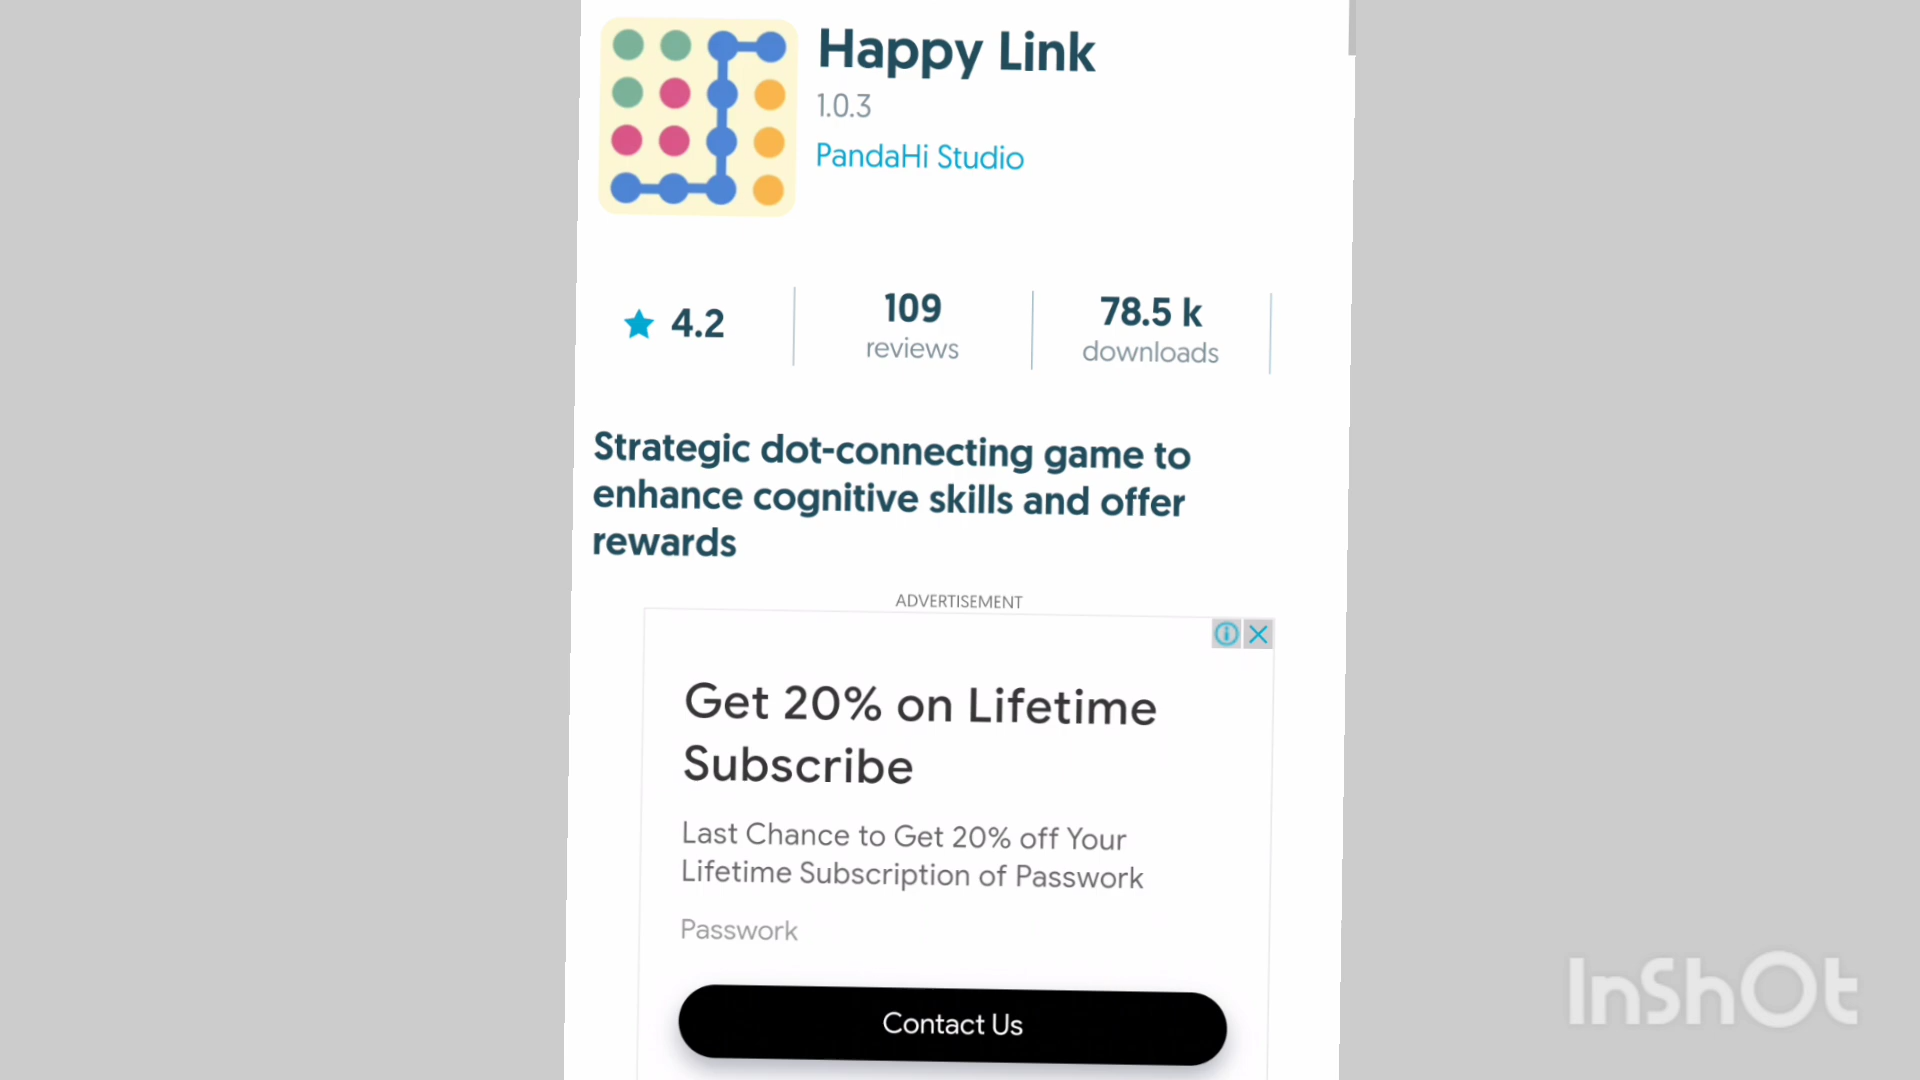 Happy Link
1.0.3
PandaHi Studio
4.2
109
reviews
78.5 k
downloads
Strategic dot-connecting game to
enhance cognitive skills and offer
rewards
ADVERTISEMENT
Get 20% on Lifetime
Subscribe
Last Chance to Get 20% off Your
Lifetime Subscription of Passwork
Passwork
Contact Us
InShOt